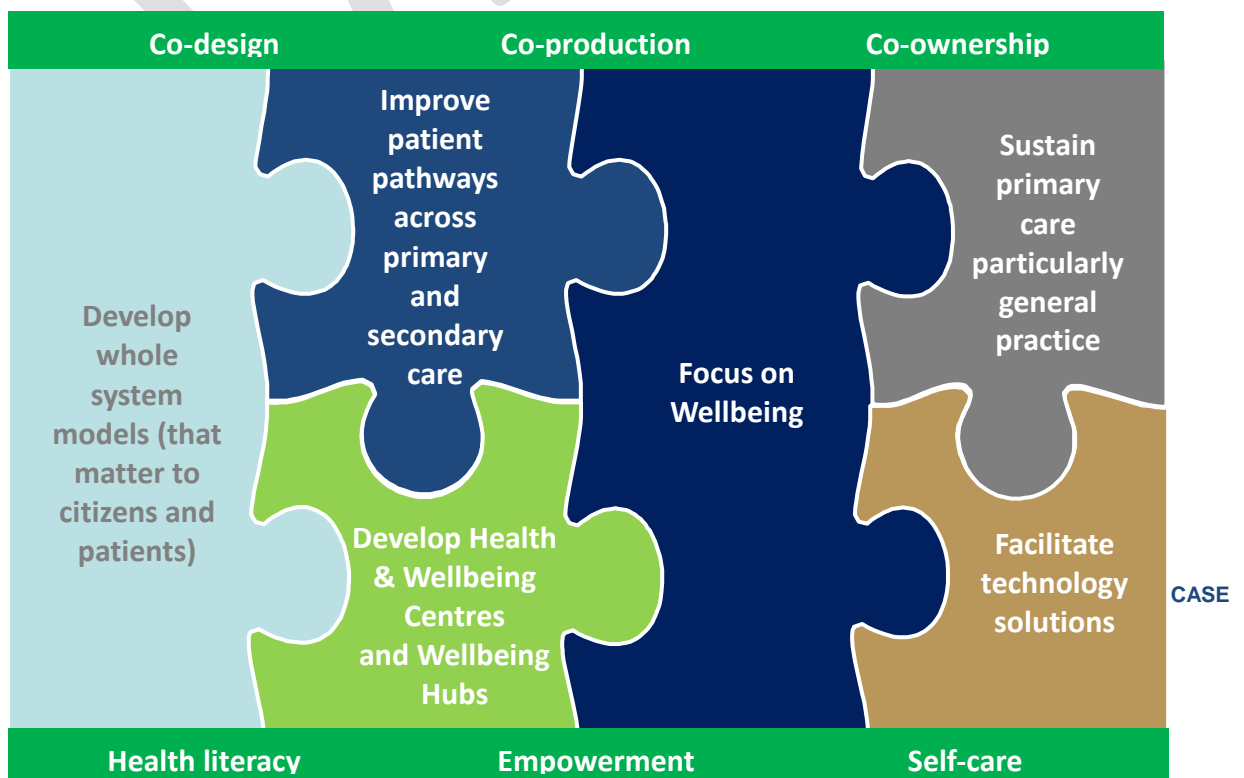 Co-design Co-production Co-ownership
Develop
whole
system
models (that
matter to
citizens and
patients)
Improve
patient
pathways
across
primary
and
secondary
care
Develop Health
& Wellbeing
Centres
and Wellbeing
Hubs
Focus on
Wellbeing
Sustain
primary
care
particularly
general
practice
Facilitate
technology
solutions
CASE
Health literacy Empowerment Self-care